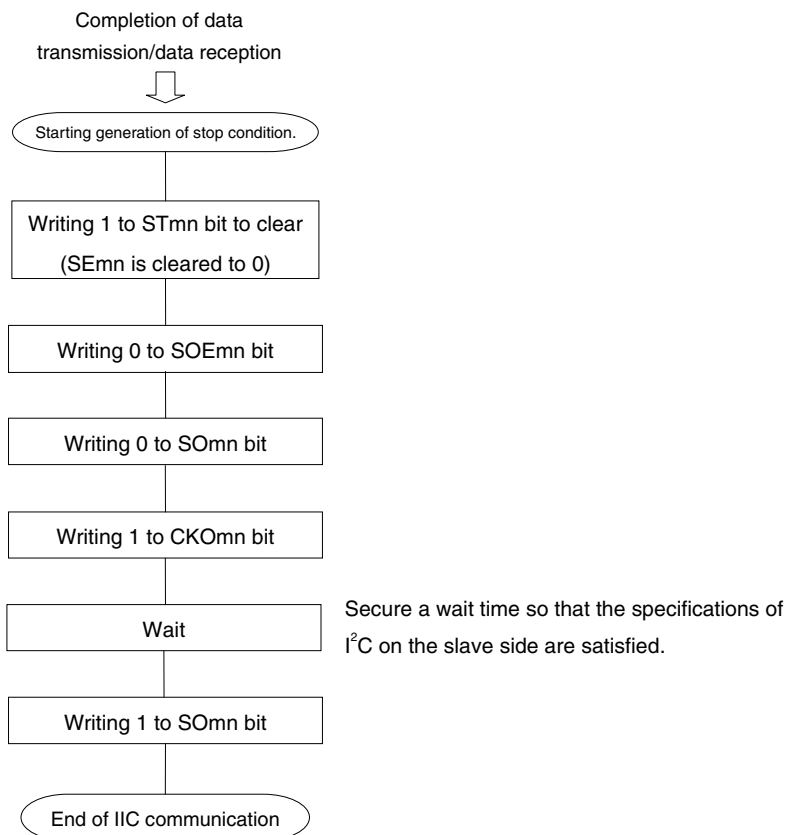 Completion of data
transmission/data reception
Starting generation of stop condition.
Writing 1 to STmn bit to clear
(SEmn is cleared to 0)
Writing 0 to SOEmn bit
Writing 0 to SOmn bit
Writing 1 to CKOmn bit
Wait
Secure a wait time so that the specifications of
I²C on the slave side are satisfied.
Writing 1 to SOmn bit
End of IIC communication